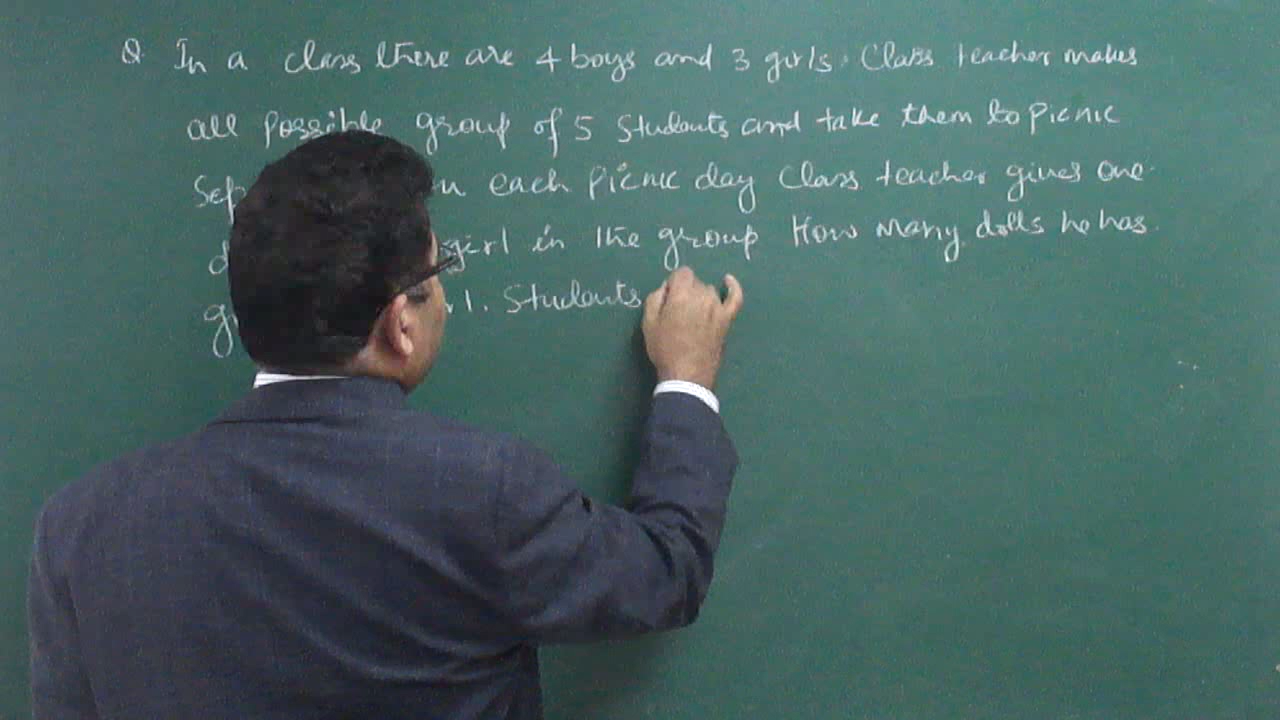 Q. In a class there are 4 boys and 3 girls. Class teacher makes
all possible group of 5 students and take them to picnic
each picnic day class teacher gives one
girl in the group How many dolls he has
Students